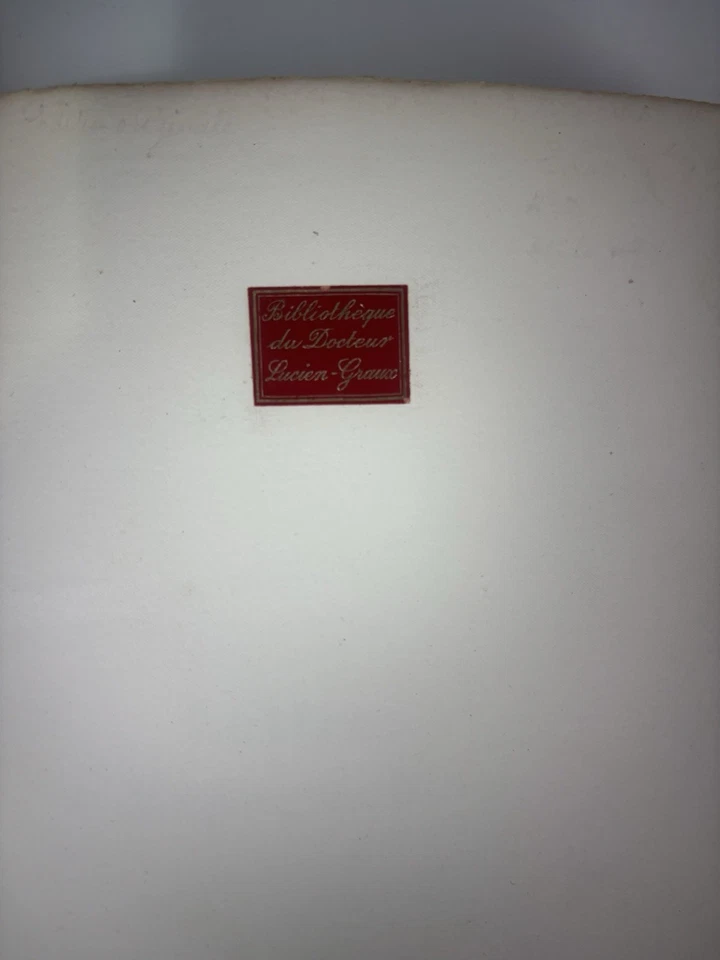 Bibliothèque
du Docteur
Lucien-Graux